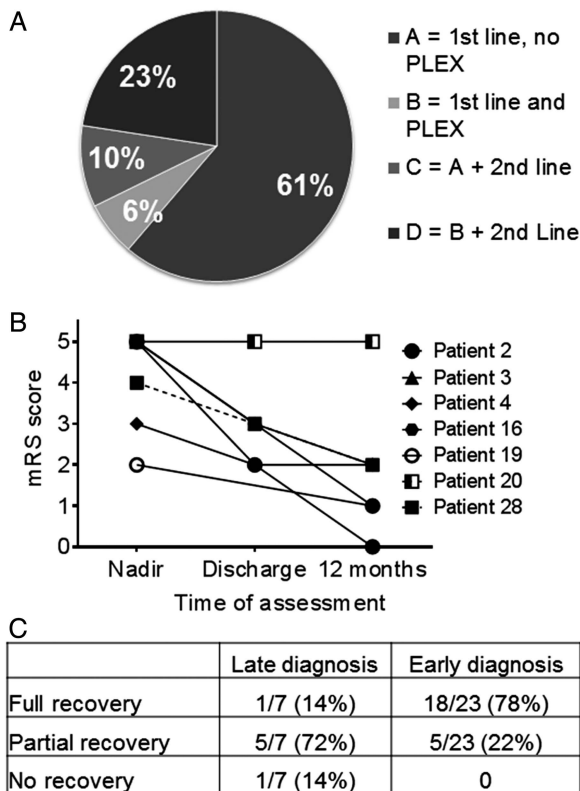 A
23%
10%
6%
61%
A = 1st line, no
PLEX
B = 1st line and
PLEX
C = A + 2nd line
D = B + 2nd Line
B
mRS score
5
4
3
2
1
0
Nadir Discharge 12 months
Time of assessment
Patient 2
Patient 3
Patient 4
Patient 16
Patient 19
Patient 20
Patient 28
C
Late diagnosis Early diagnosis
Full recovery 1/7 (14%) 18/23 (78%)
Partial recovery 5/7 (72%) 5/23 (22%)
No recovery 1/7 (14%) 0